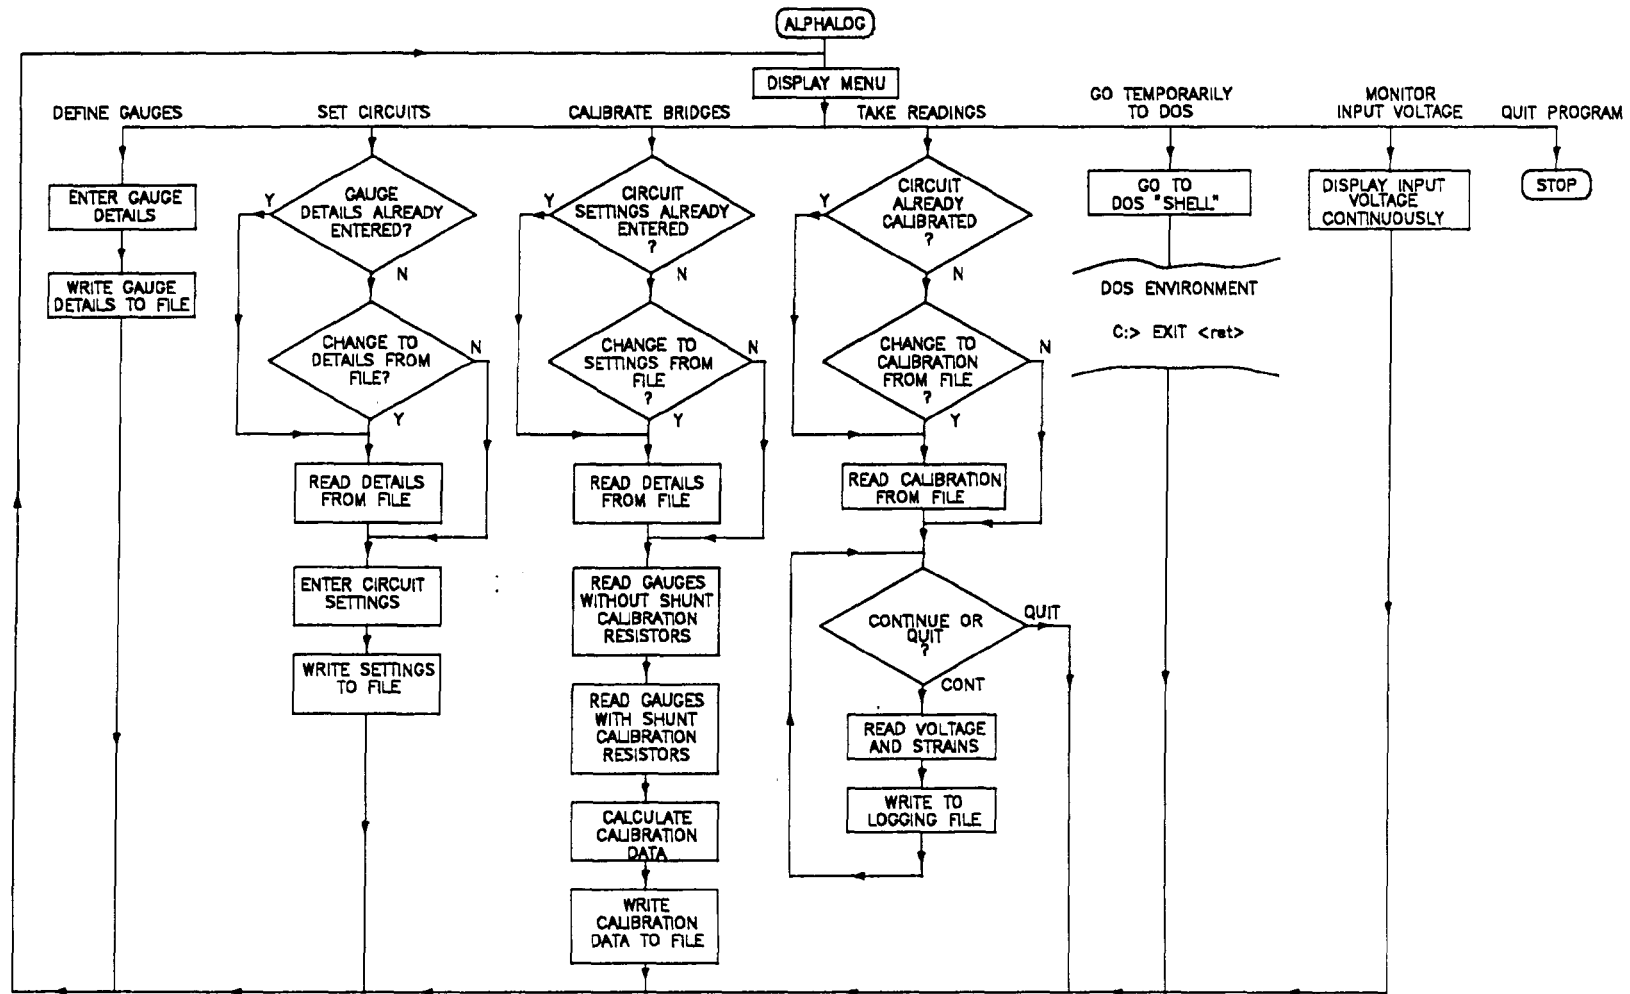 ALPHALOG
DISPLAY MENU
DEFINE GAUGES
SET CIRCUITS
CALIBRATE BRIDGES
TAKE READINGS
GO TEMPORARILY
TO DOS
MONITOR
INPUT VOLTAGE
QUIT PROGRAM
ENTER GAUGE
DETAILS
WRITE GAUGE
DETAILS TO FILE
Y
GAUGE
DETAILS ALREADY
ENTERED?
N
CHANGE TO
DETAILS FROM
FILE?
N
Y
READ DETAILS
FROM FILE
ENTER CIRCUIT
SETTINGS
WRITE SETTINGS
TO FILE
Y
CIRCUIT
SETTINGS ALREADY
ENTERED
?
N
CHANGE TO
SETTINGS FROM
FILE
?
N
Y
READ DETAILS
FROM FILE
READ GAUGES
WITHOUT SHUNT
CALIBRATION
RESISTORS
READ GAUGES
WITH SHUNT
CALIBRATION
RESISTORS
CALCULATE
CALIBRATION
DATA
WRITE
CALIBRATION
DATA TO FILE
Y
CIRCUIT
ALREADY
CALIBRATED
?
N
CHANGE TO
CALIBRATION
FROM FILE
?
N
Y
READ CALIBRATION
FROM FILE
CONTINUE OR
QUIT
?
QUIT
CONT
READ VOLTAGE
AND STRAINS
WRITE TO
LOGGING FILE
GO TO
DOS "SHELL"
DOS ENVIRONMENT
C:> EXIT <ret>
DISPLAY INPUT
VOLTAGE
CONTINUOUSLY
STOP